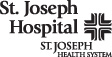 St. Joseph
Hospital
ST. JOSEPH
HEALTH SYSTEM